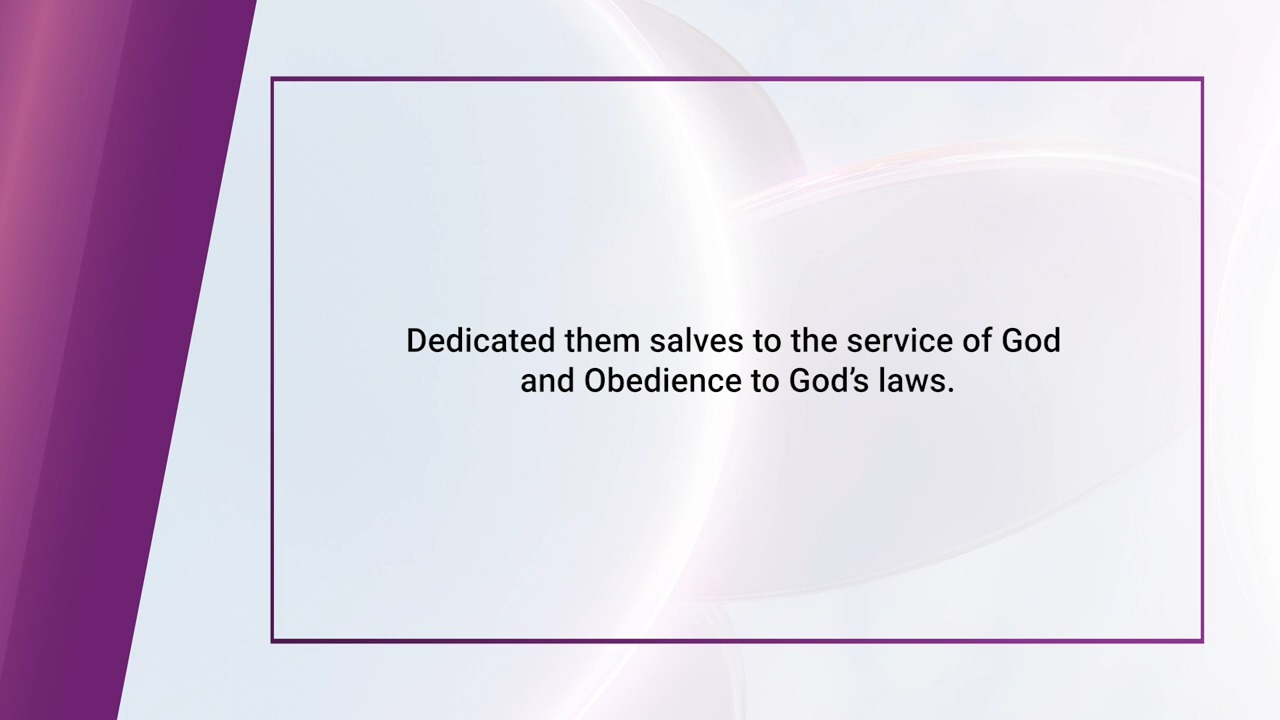 Dedicated them salves to the service of God
and Obedience to God’s laws.